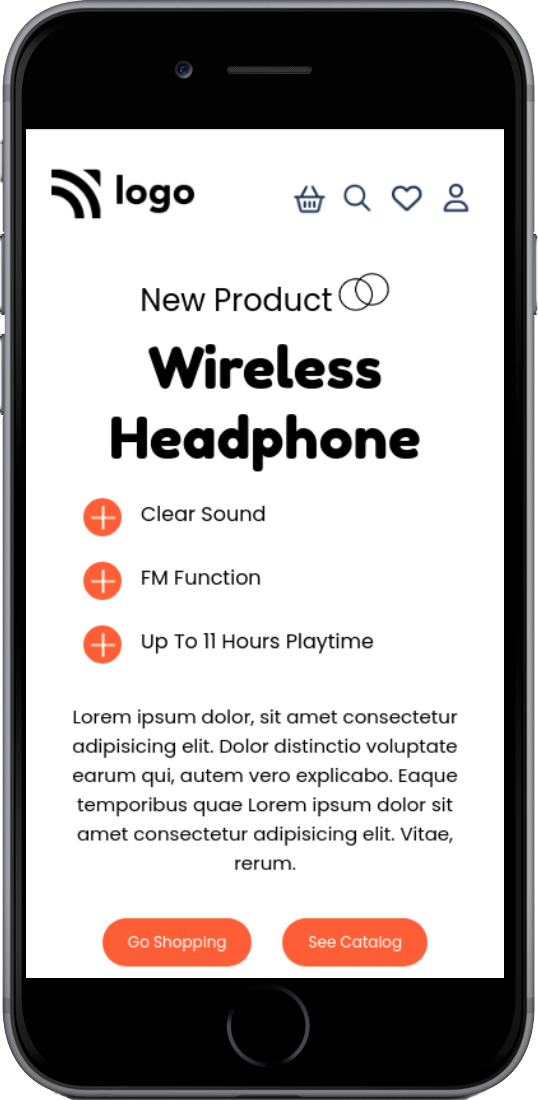 logo
New Product
Wireless
Headphone
Clear Sound
FM Function
Up To 11 Hours Playtime
Lorem ipsum dolor, sit amet consectetur
adipisicing elit. Dolor distinctio voluptate
earum qui, autem vero explicabo. Eaque
temporibus quae Lorem ipsum dolor sit
amet consectetur adipisicing elit. Vitae,
rerum.
Go Shopping
See Catalog